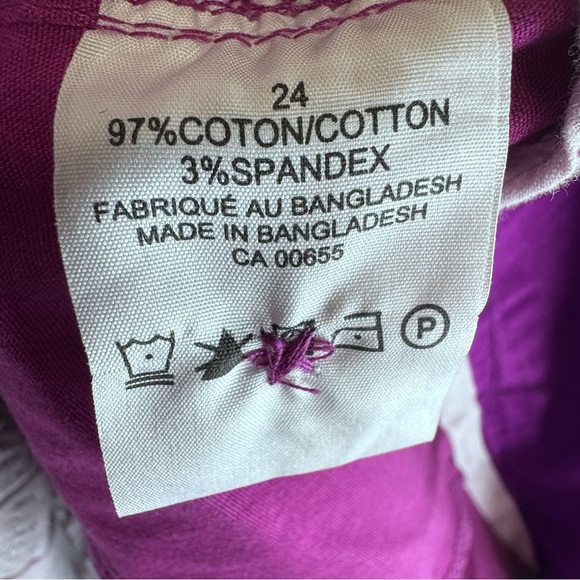 24
97%COTON/COTTON
3%SPANDEX
FABRIQUÉ AU BANGLADESH
MADE IN BANGLADESH
CA 00655
P